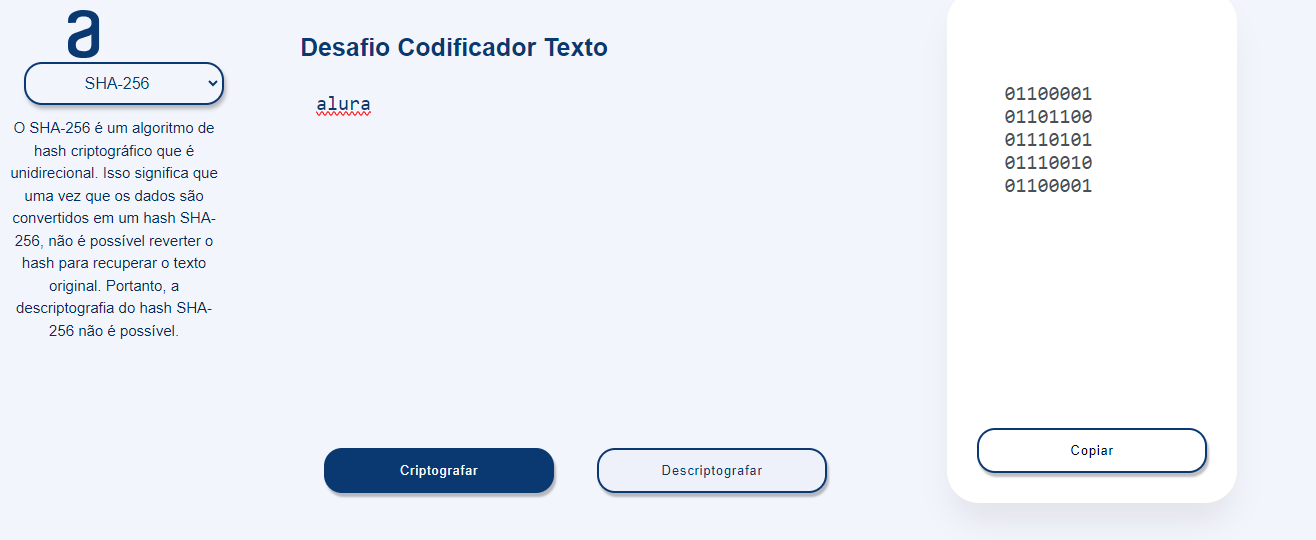 a
SHA-256
O SHA-256 é um algoritmo de
hash criptográfico que é
unidirecional. Isso significa que
uma vez que os dados são
convertidos em um hash SHA-
256, não é possível reverter o
hash para recuperar o texto
original. Portanto, a
descriptografia do hash SHA-
256 não é possível.
Desafio Codificador Texto
alura
Criptografar
Descriptografar
01100001
01101100
01110101
01110010
01100001
Copiar